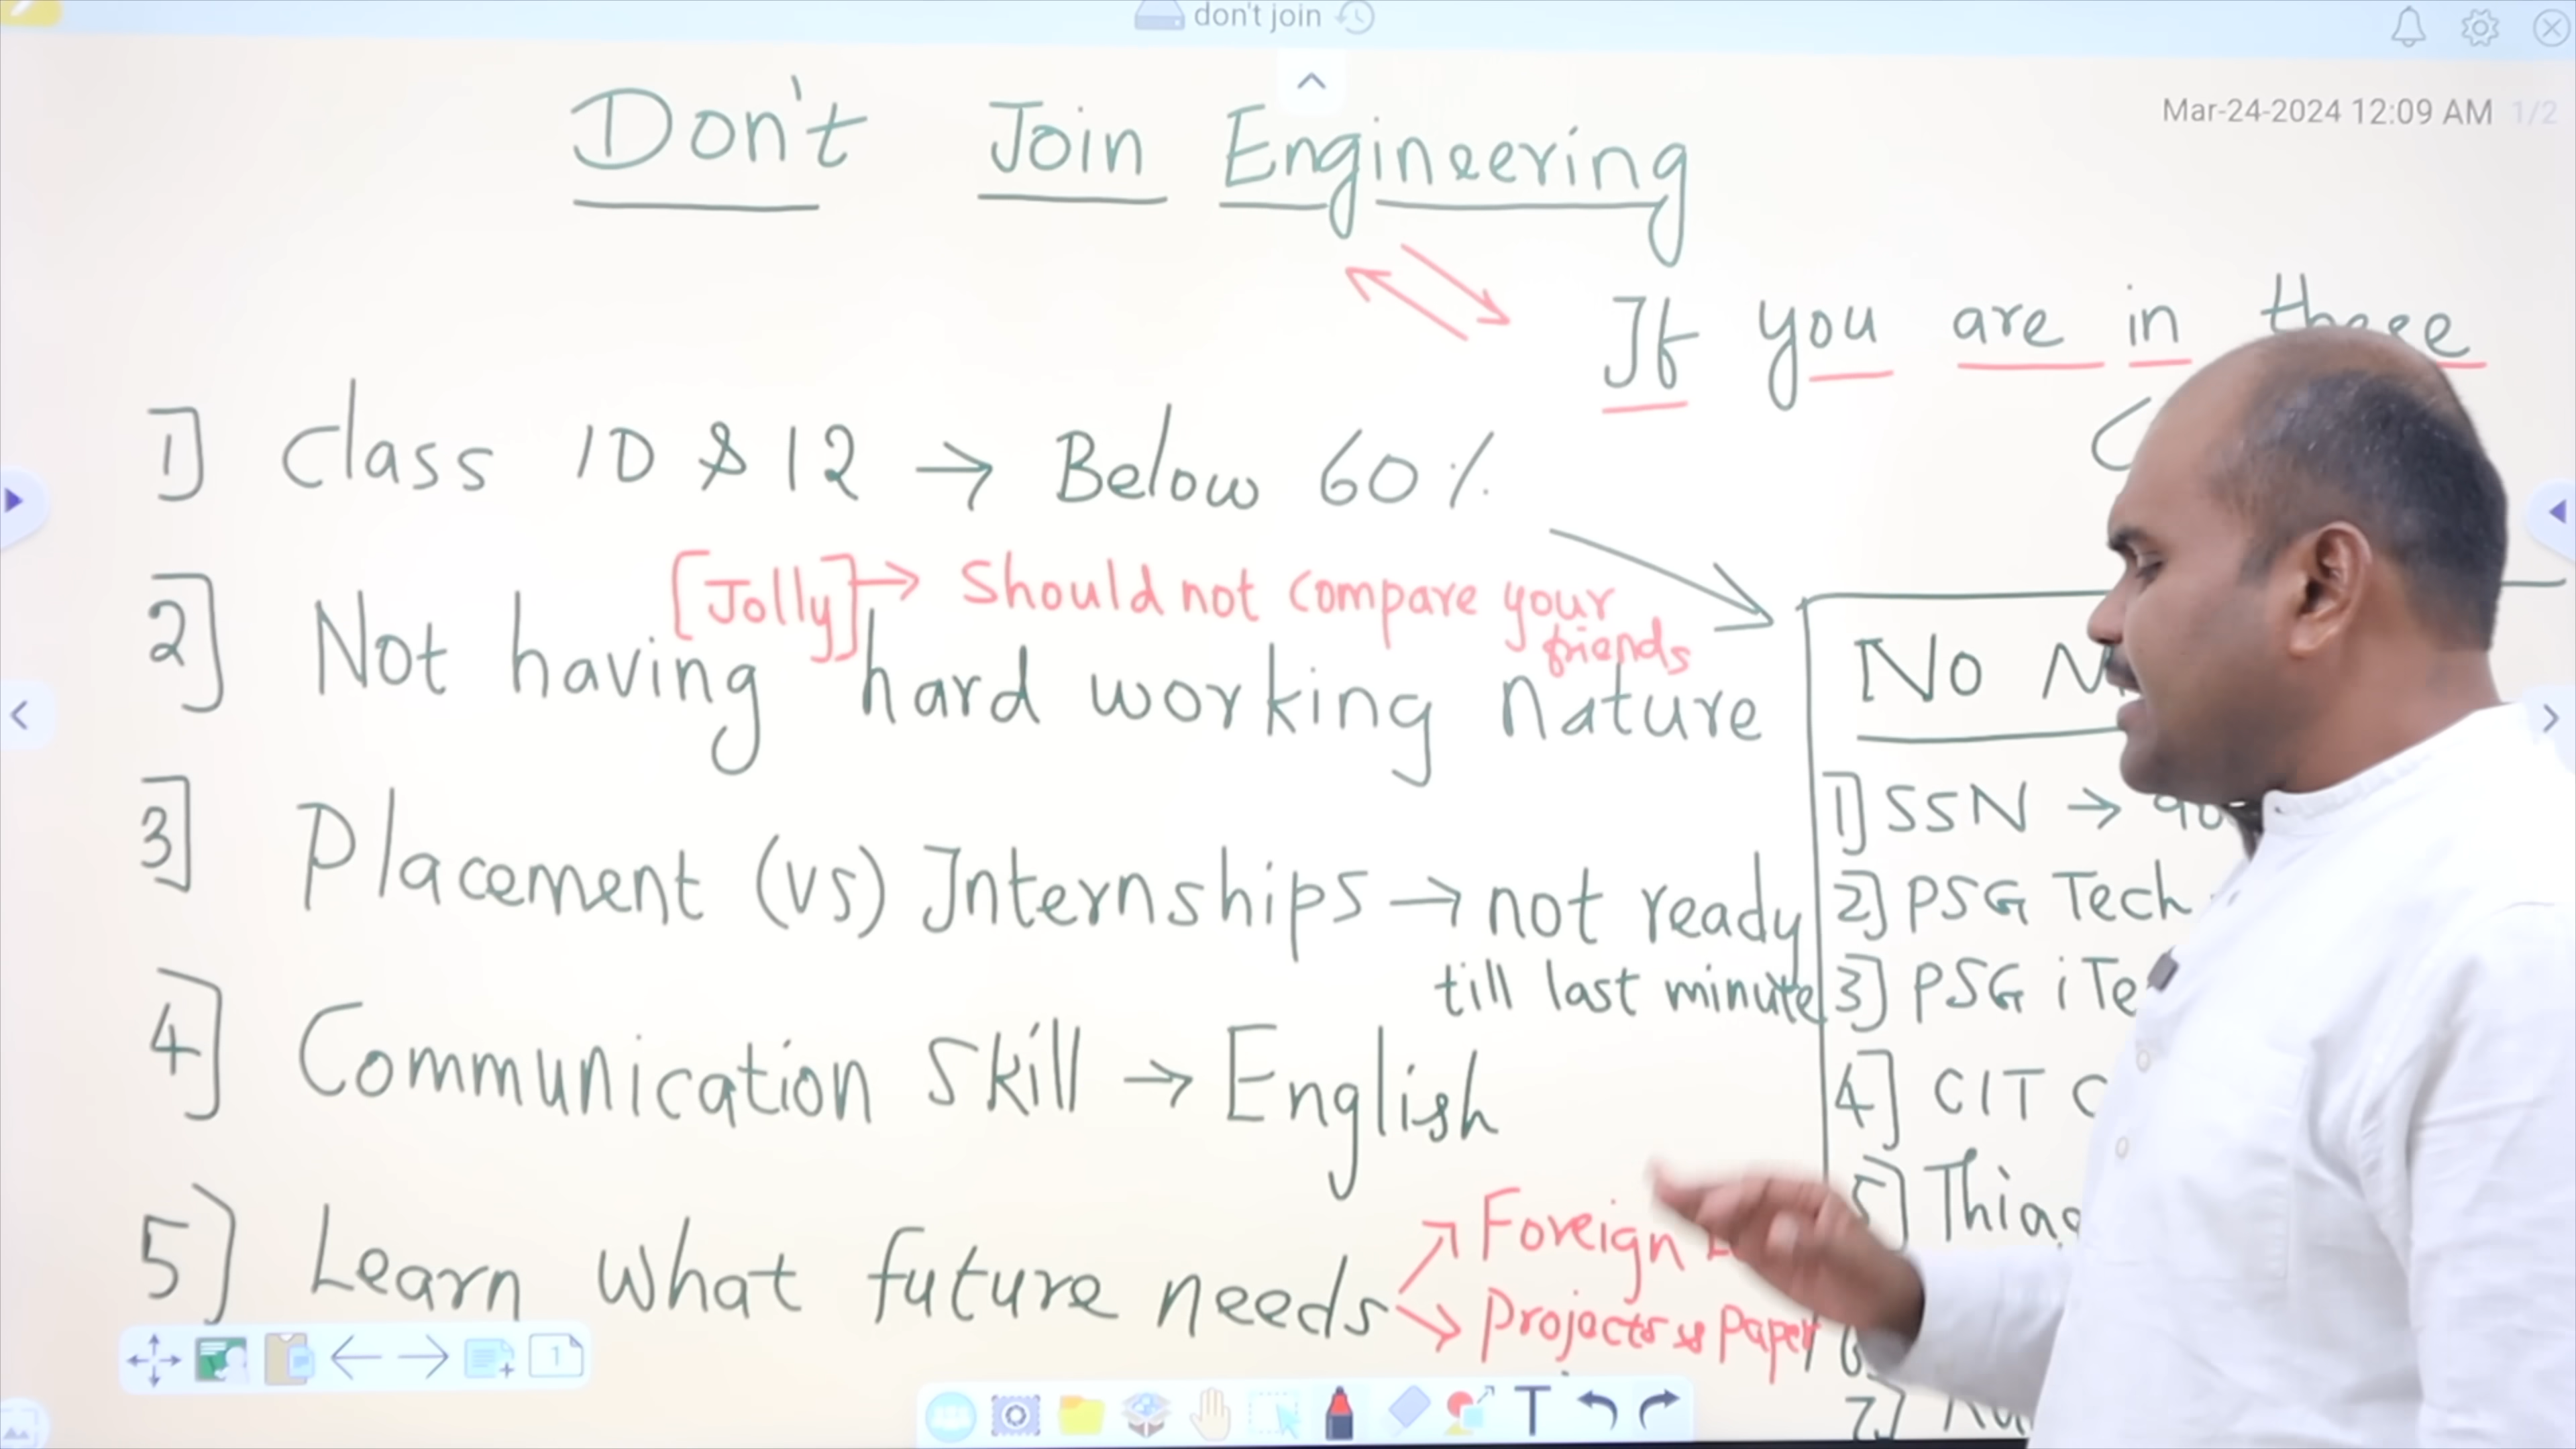 don't join
Mar-24-2024 12:09 AM 1/2
Don't Join Engineering
If you are in these
1] Class 10 & 12 → Below 60%
[Jolly] → Should not compare your
friends
2] Not having hard working nature
3] Placement (vs) Internships → not ready
till last minute
4] Communication Skill → English
5] Learn what future needs
Foreign
Projects & Paper
No
1] SSN →
2] PSG Tech
3] PSG
4] CIT
5]
7]
1
T